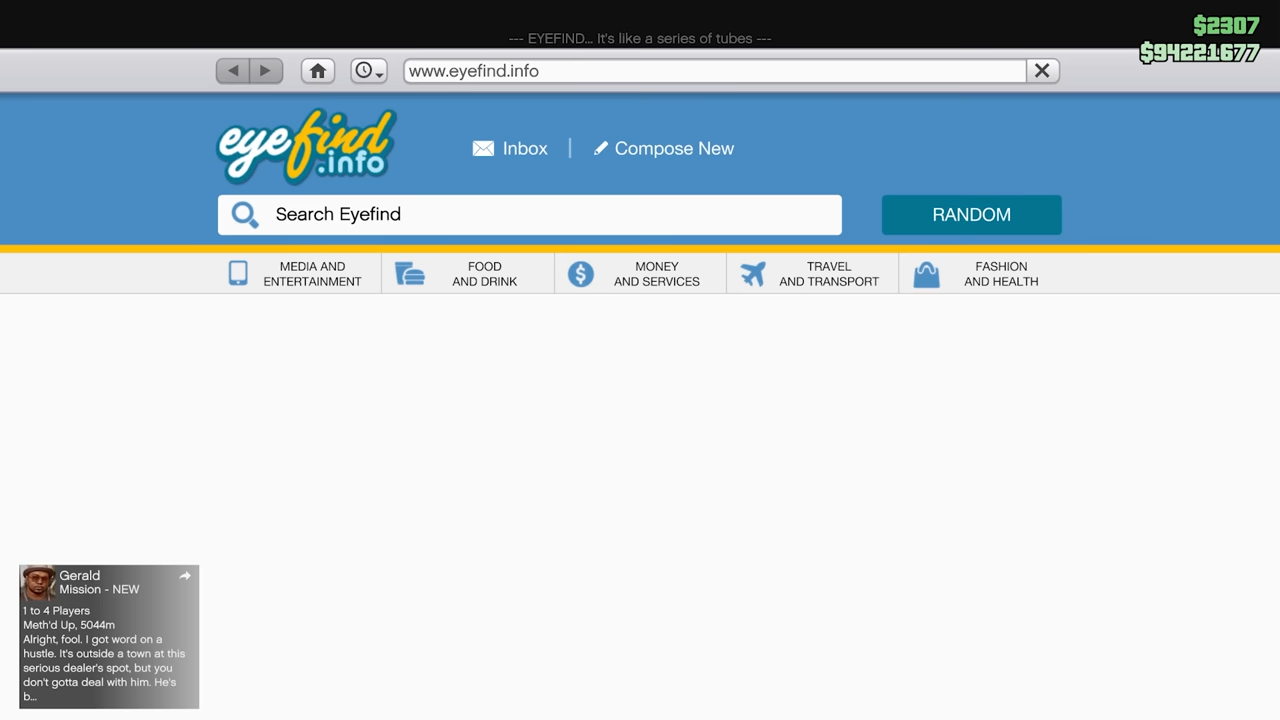 $2307
--- EYEFIND... It's like a series of tubes ---
$94221677
www.eyefind.info
eyefind
.info
Inbox
Compose New
Search Eyefind
RANDOM
MEDIA AND
ENTERTAINMENT
FOOD
AND DRINK
MONEY
AND SERVICES
TRAVEL
AND TRANSPORT
FASHION
AND HEALTH
Gerald
Mission - NEW
1 to 4 Players
Meth'd Up, 5044m
Alright, fool. I got word on a
hustle. It's outside a town at this
serious dealer's spot, but you
don't gotta deal with him. He's
b...